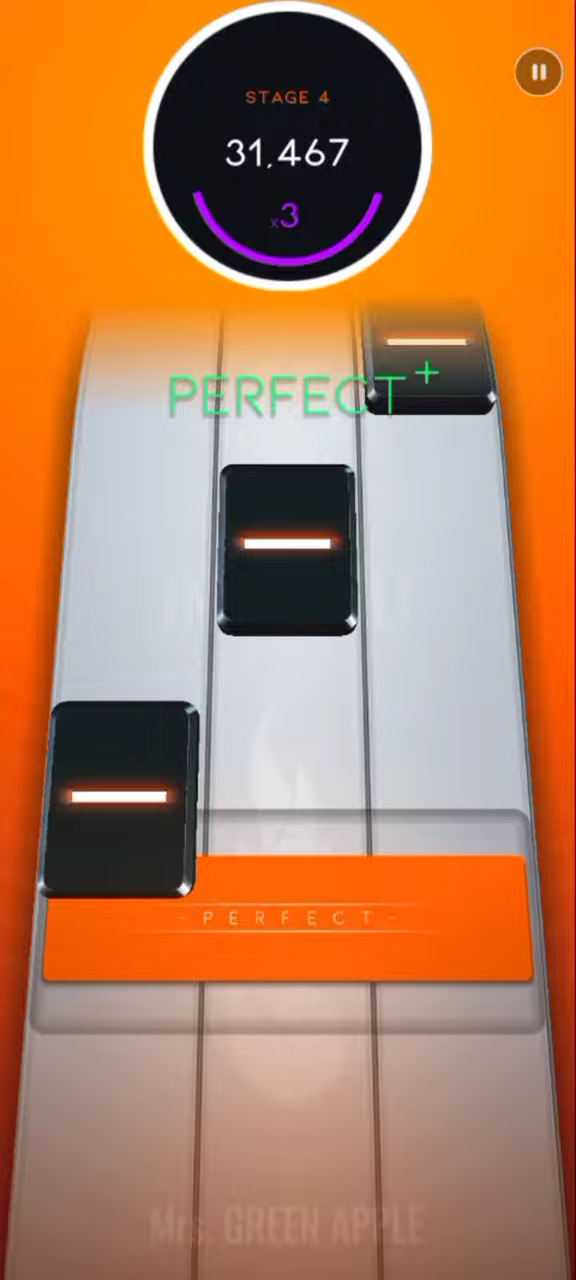 STAGE 4
31,467
x3
PERFECT+
- PERFECT -
Mrs. GREEN APPLE